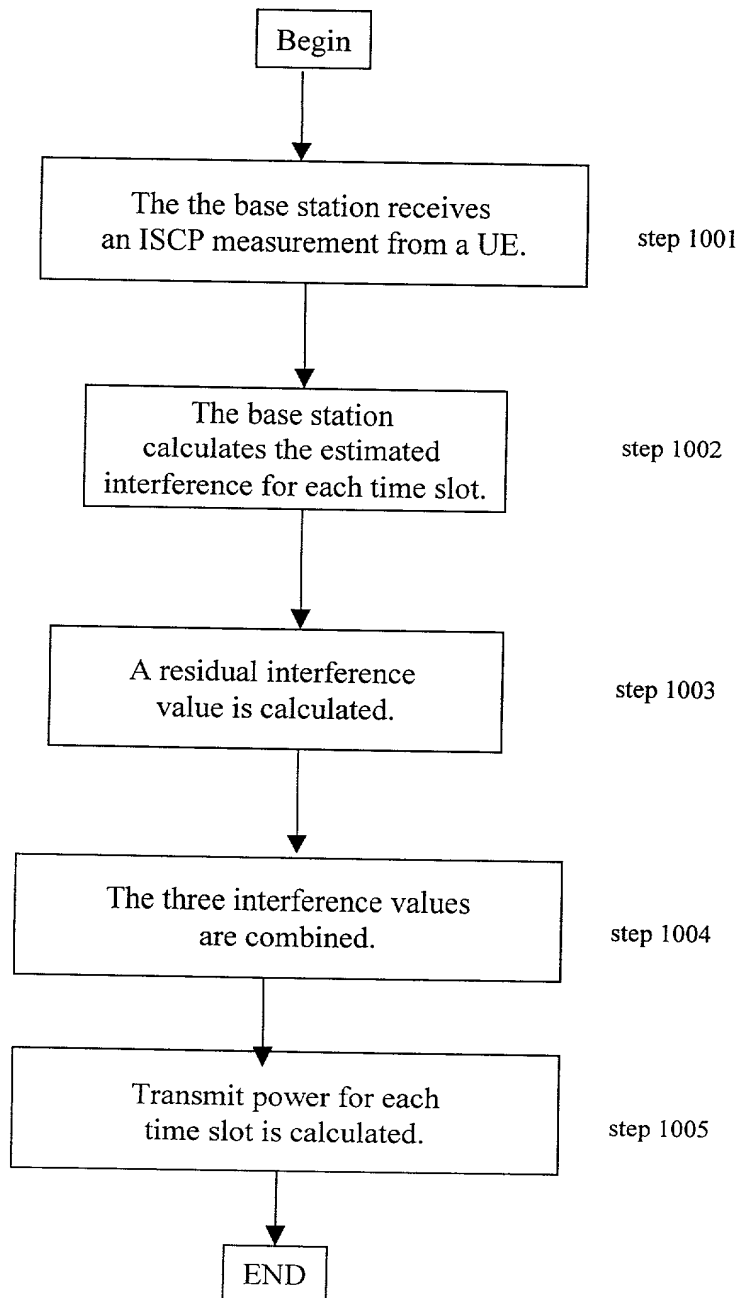 Begin
The the base station receives
an ISCP measurement from a UE.
step 1001
The base station
calculates the estimated
interference for each time slot.
step 1002
A residual interference
value is calculated.
step 1003
The three interference values
are combined.
step 1004
Transmit power for each
time slot is calculated.
step 1005
END